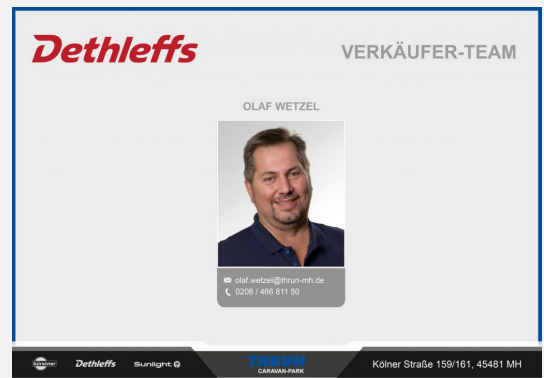 Dethleffs
VERKÄUFER-TEAM
OLAF WETZEL
olaf.wetzel@thrun-mh.de
0208 / 466 811 50
bürstner
Dethleffs
Sunlight
THRUN
CARAVAN-PARK
Kölner Straße 159/161, 45481 MH